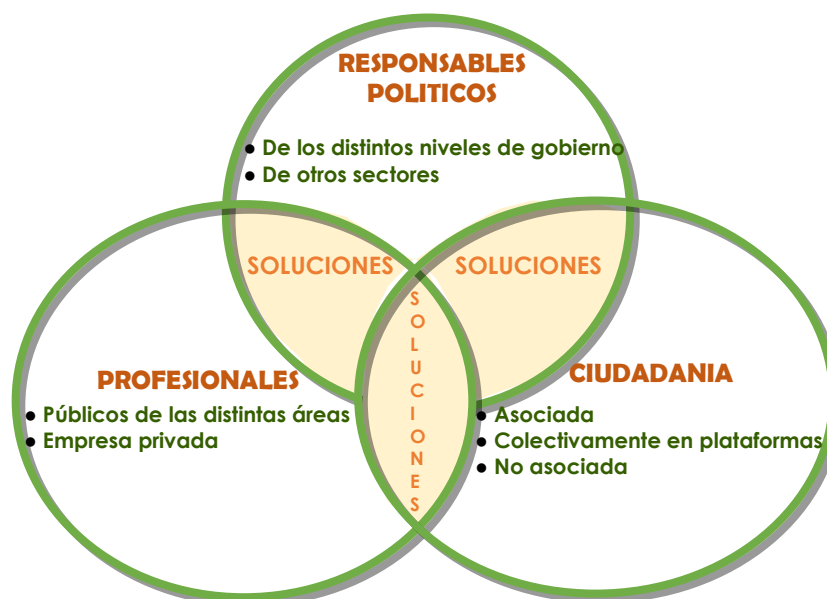 RESPONSABLES
POLITICOS
● De los distintos niveles de gobierno
● De otros sectores
SOLUCIONES
SOLUCIONES
SOLUCIONES
PROFESIONALES
● Públicos de las distintas áreas
● Empresa privada
CIUDADANIA
● Asociada
● Colectivamente en plataformas
● No asociada